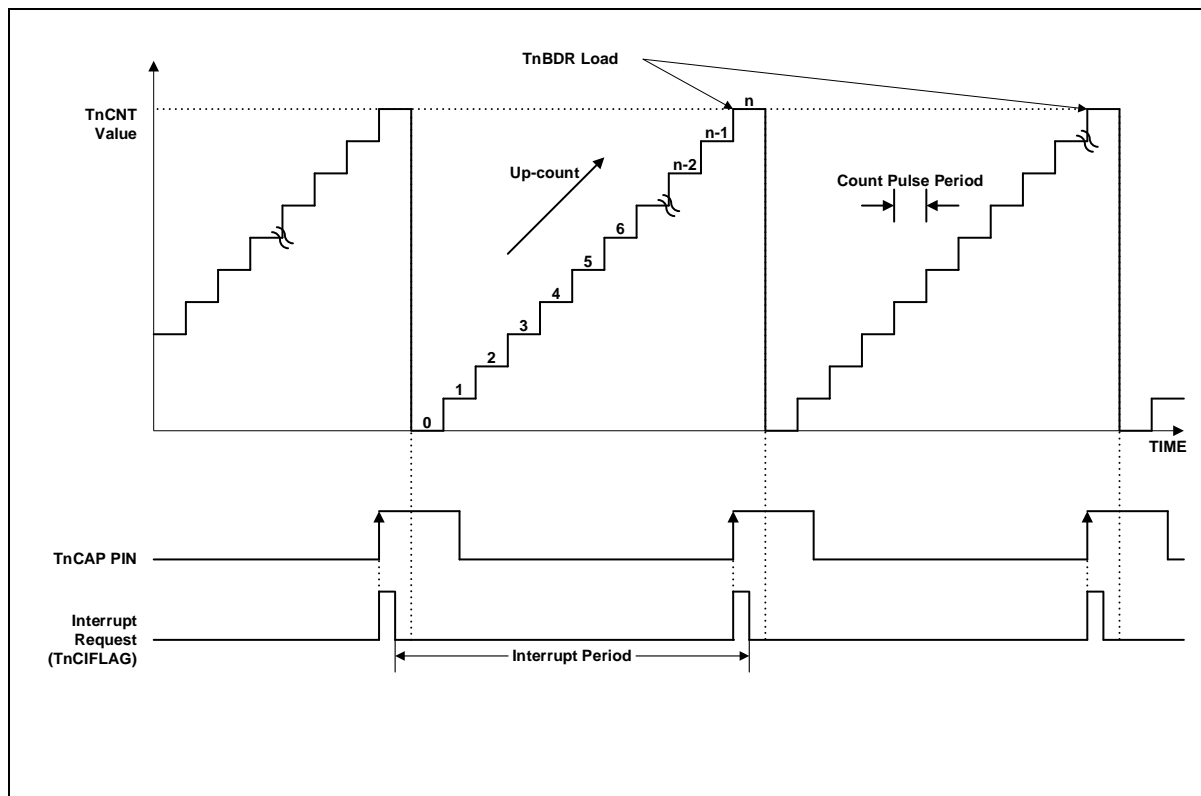 TnBDR Load
TnCNT
Value
n
n-1
n-2
Up-count
Count Pulse Period
6
5
4
3
2
1
0
TIME
TnCAP PIN
Interrupt
Request
(TnCIFLAG)
Interrupt Period